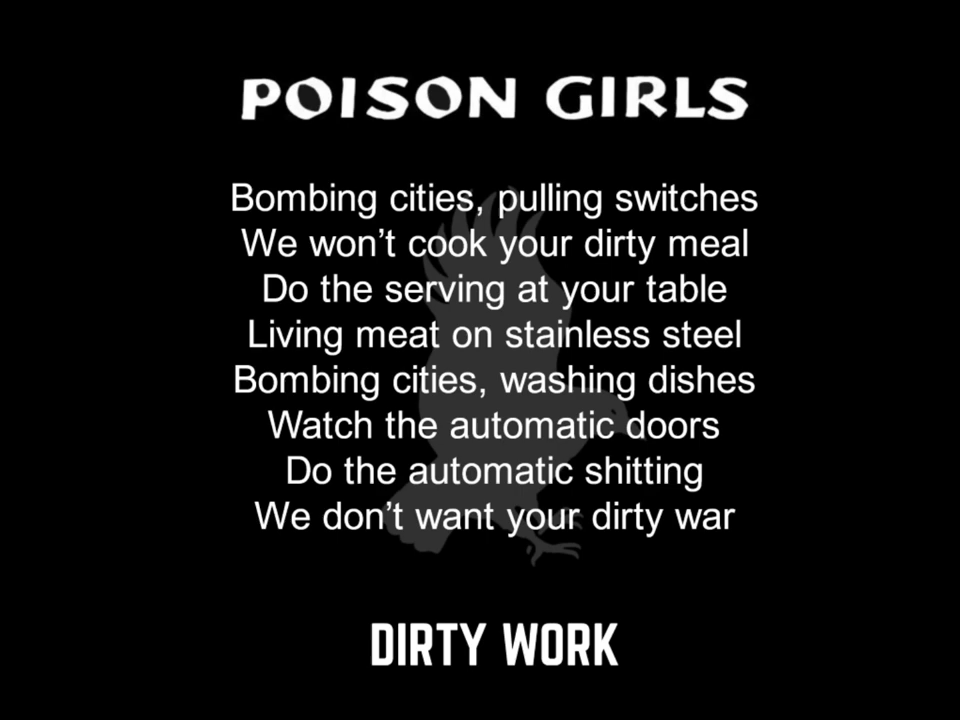 POISON GIRLS
Bombing cities, pulling switches
We won’t cook your dirty meal
Do the serving at your table
Living meat on stainless steel
Bombing cities, washing dishes
Watch the automatic doors
Do the automatic shitting
We don’t want your dirty war
DIRTY WORK